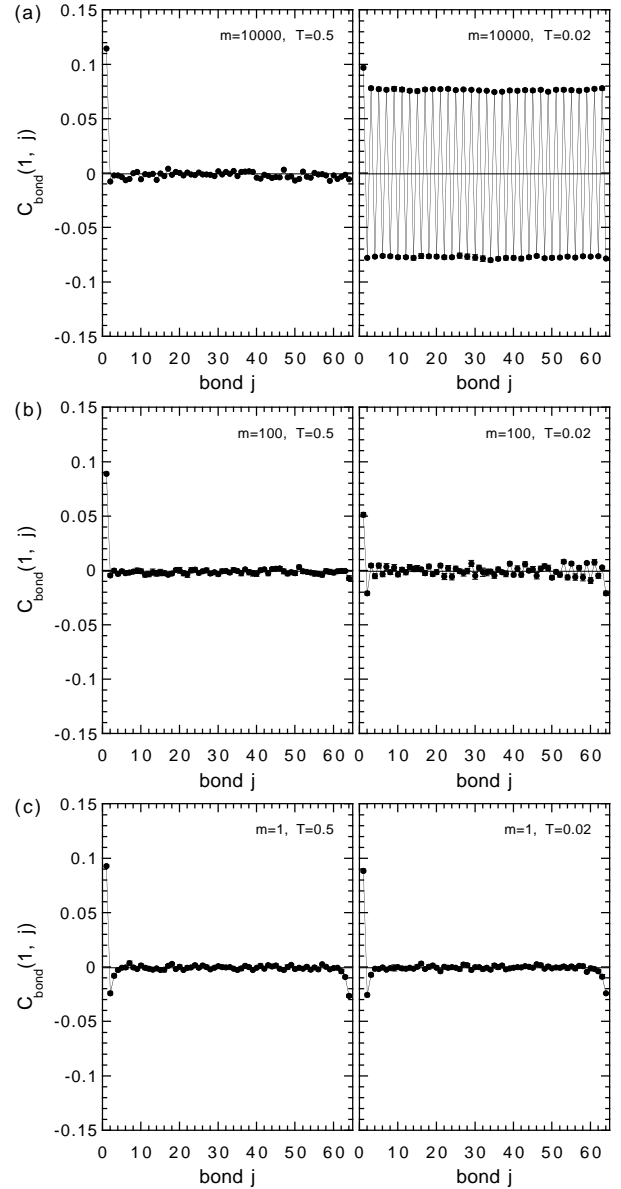 (a)
m=10000, T=0.5
m=10000, T=0.02
0.15
0.1
0.05
0
-0.05
-0.1
-0.15
C_bond(1, j)
0 10 20 30 40 50 60
0 10 20 30 40 50 60
bond j
bond j
(b)
m=100, T=0.5
m=100, T=0.02
0.15
0.1
0.05
0
-0.05
-0.1
-0.15
C_bond(1, j)
0 10 20 30 40 50 60
0 10 20 30 40 50 60
bond j
bond j
(c)
m=1, T=0.5
m=1, T=0.02
0.15
0.1
0.05
0
-0.05
-0.1
-0.15
C_bond(1, j)
0 10 20 30 40 50 60
0 10 20 30 40 50 60
bond j
bond j